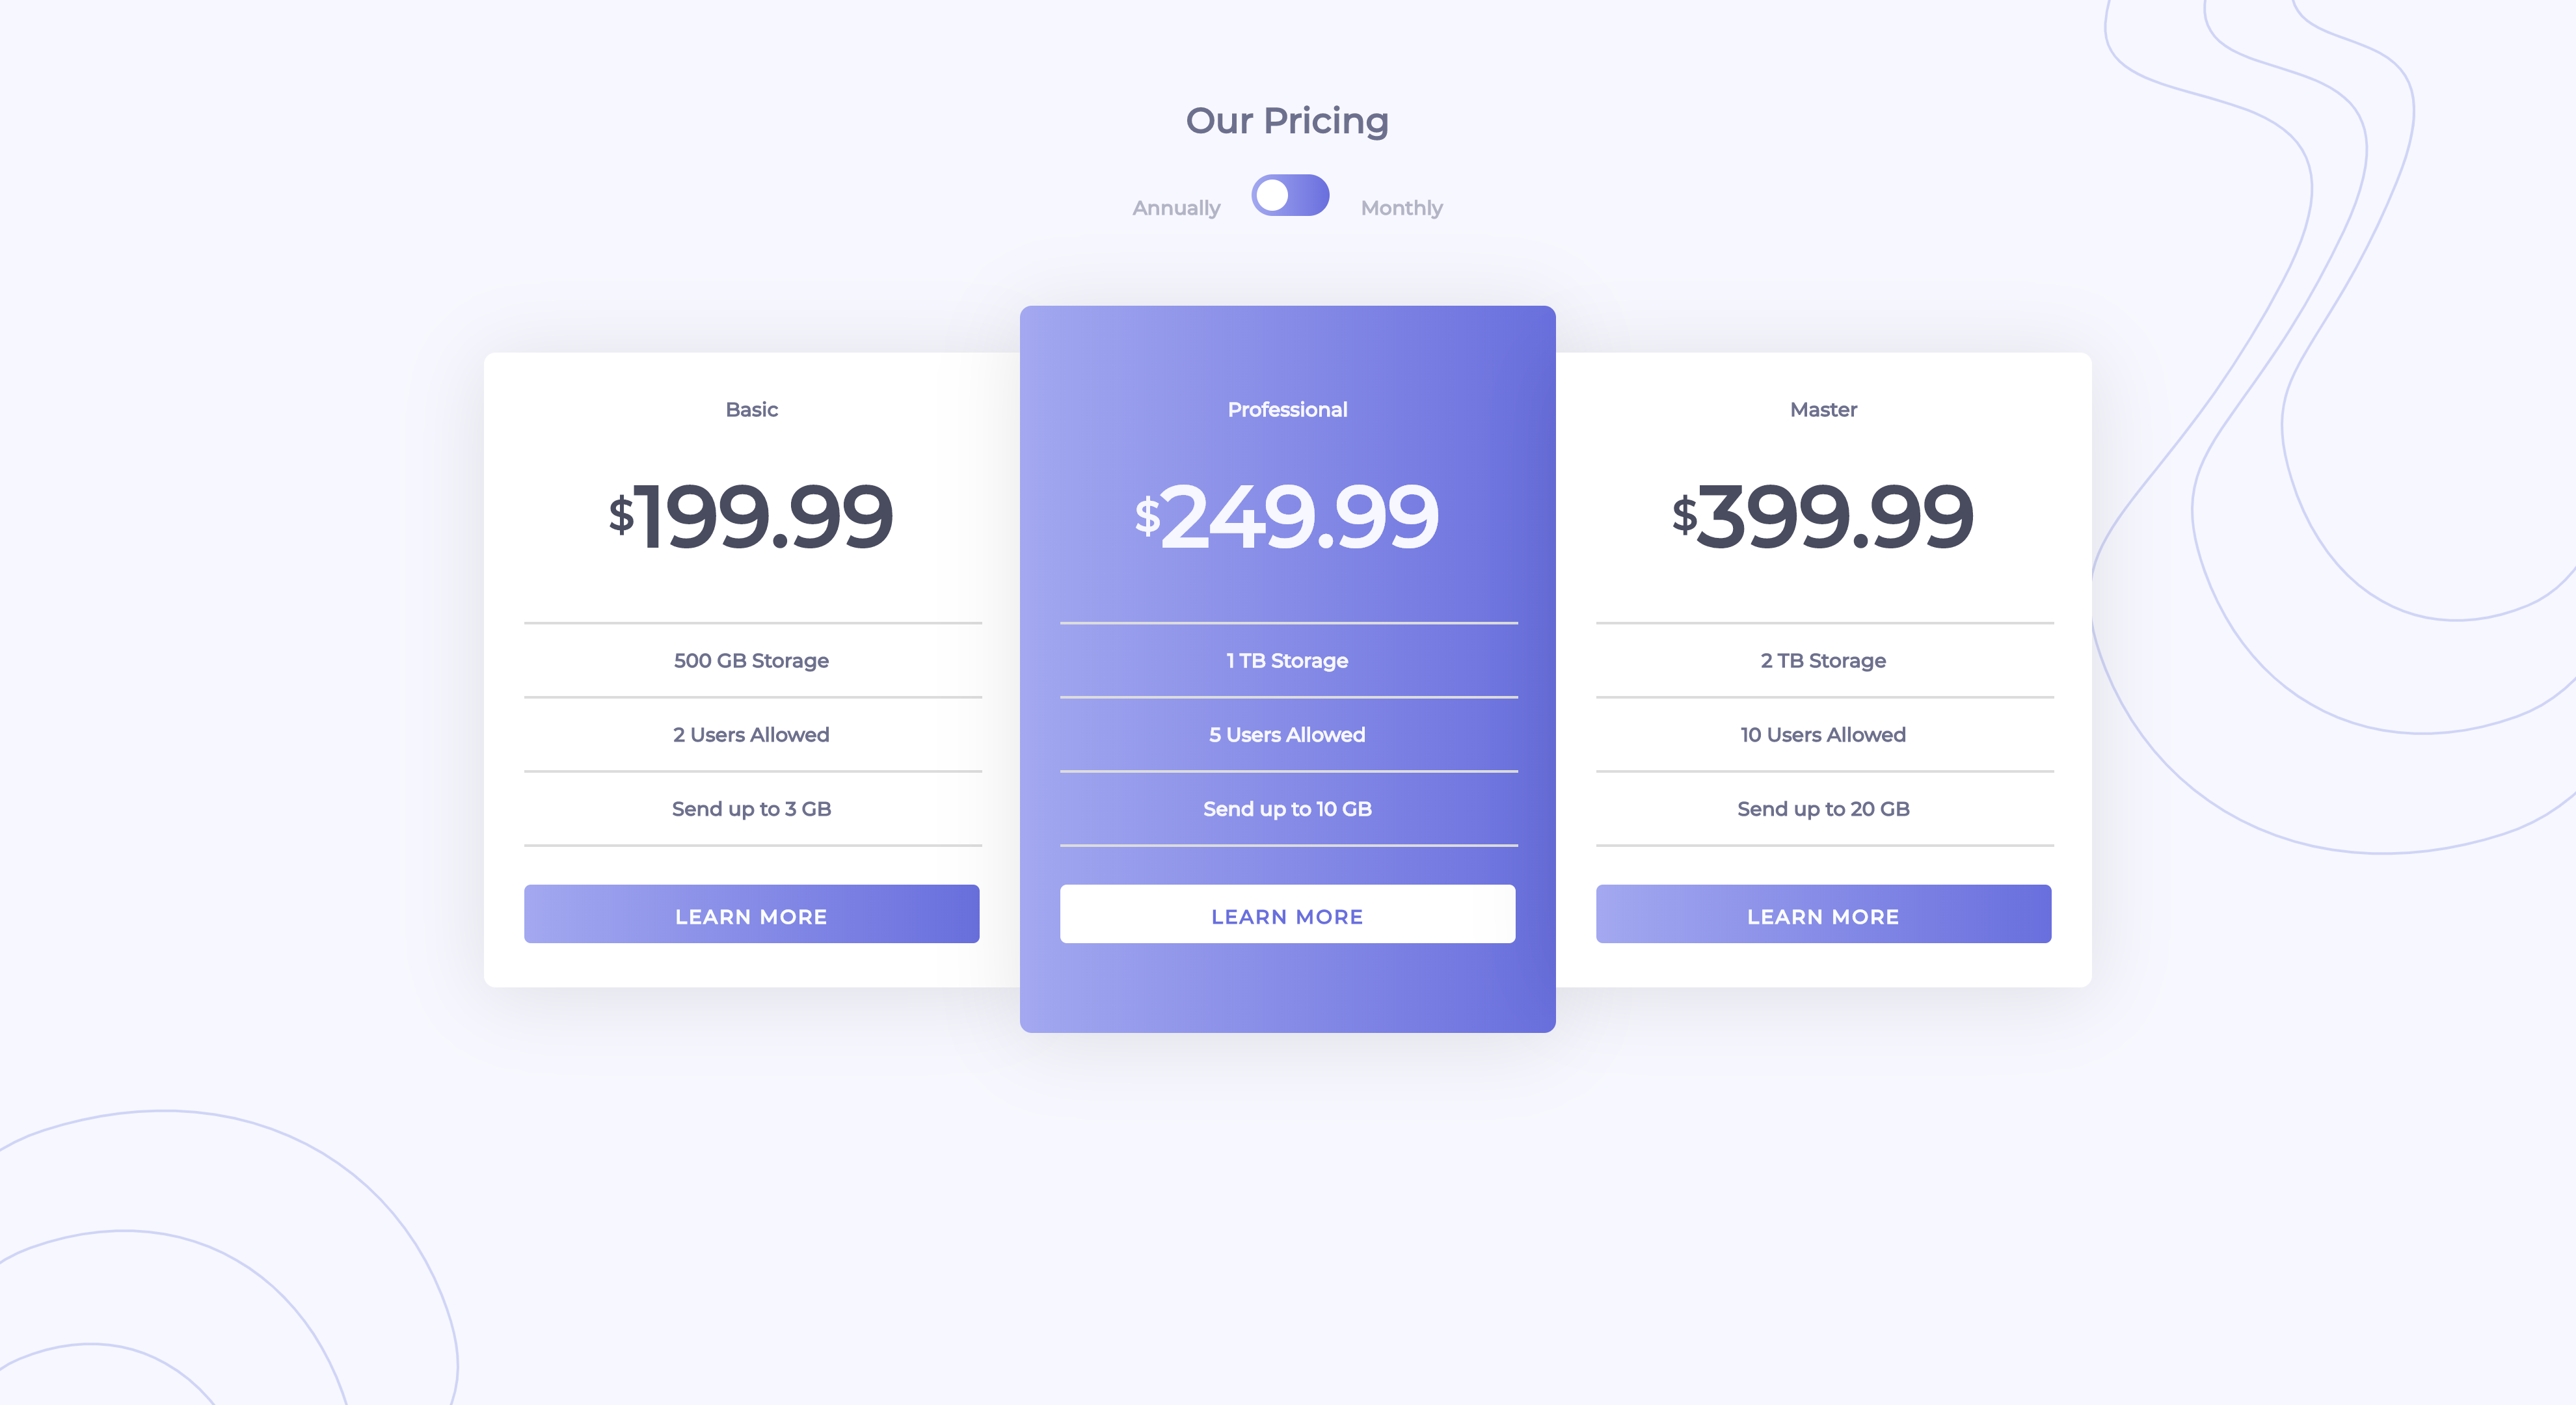 Our Pricing
Annually Monthly
Basic
$199.99
500 GB Storage
2 Users Allowed
Send up to 3 GB
LEARN MORE
Professional
$249.99
1 TB Storage
5 Users Allowed
Send up to 10 GB
LEARN MORE
Master
$399.99
2 TB Storage
10 Users Allowed
Send up to 20 GB
LEARN MORE